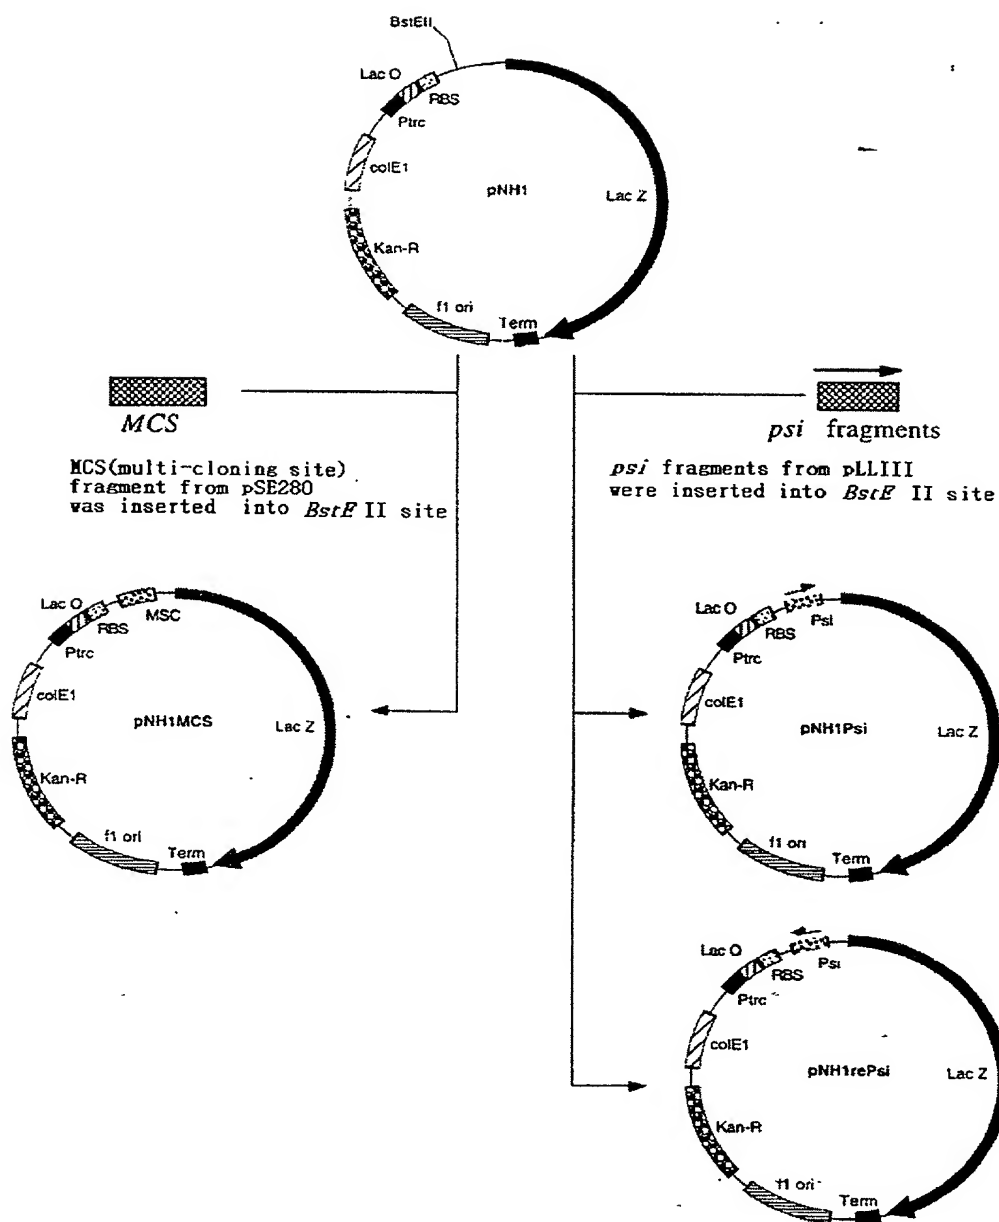 BstEII
Lac O
RBS
Ptrc
colE1
pNH1
Lac Z
Kan-R
f1 ori
Term
MCS
MCS(multi-cloning site)
fragment from pSE280
was inserted into BstE II site
psi fragments
psi fragments from pLLIII
were inserted into BstE II site
Lac O
RBS
MSC
Ptrc
colE1
pNH1MCS
Lac Z
Kan-R
f1 ori
Term
Lac O
RBS
Psi
Ptrc
colE1
pNH1Psi
Lac Z
Kan-R
f1 ori
Term
Lac O
RBS
Psi
Ptrc
colE1
pNH1rePsi
Lac Z
Kan-R
f1 ori
Term